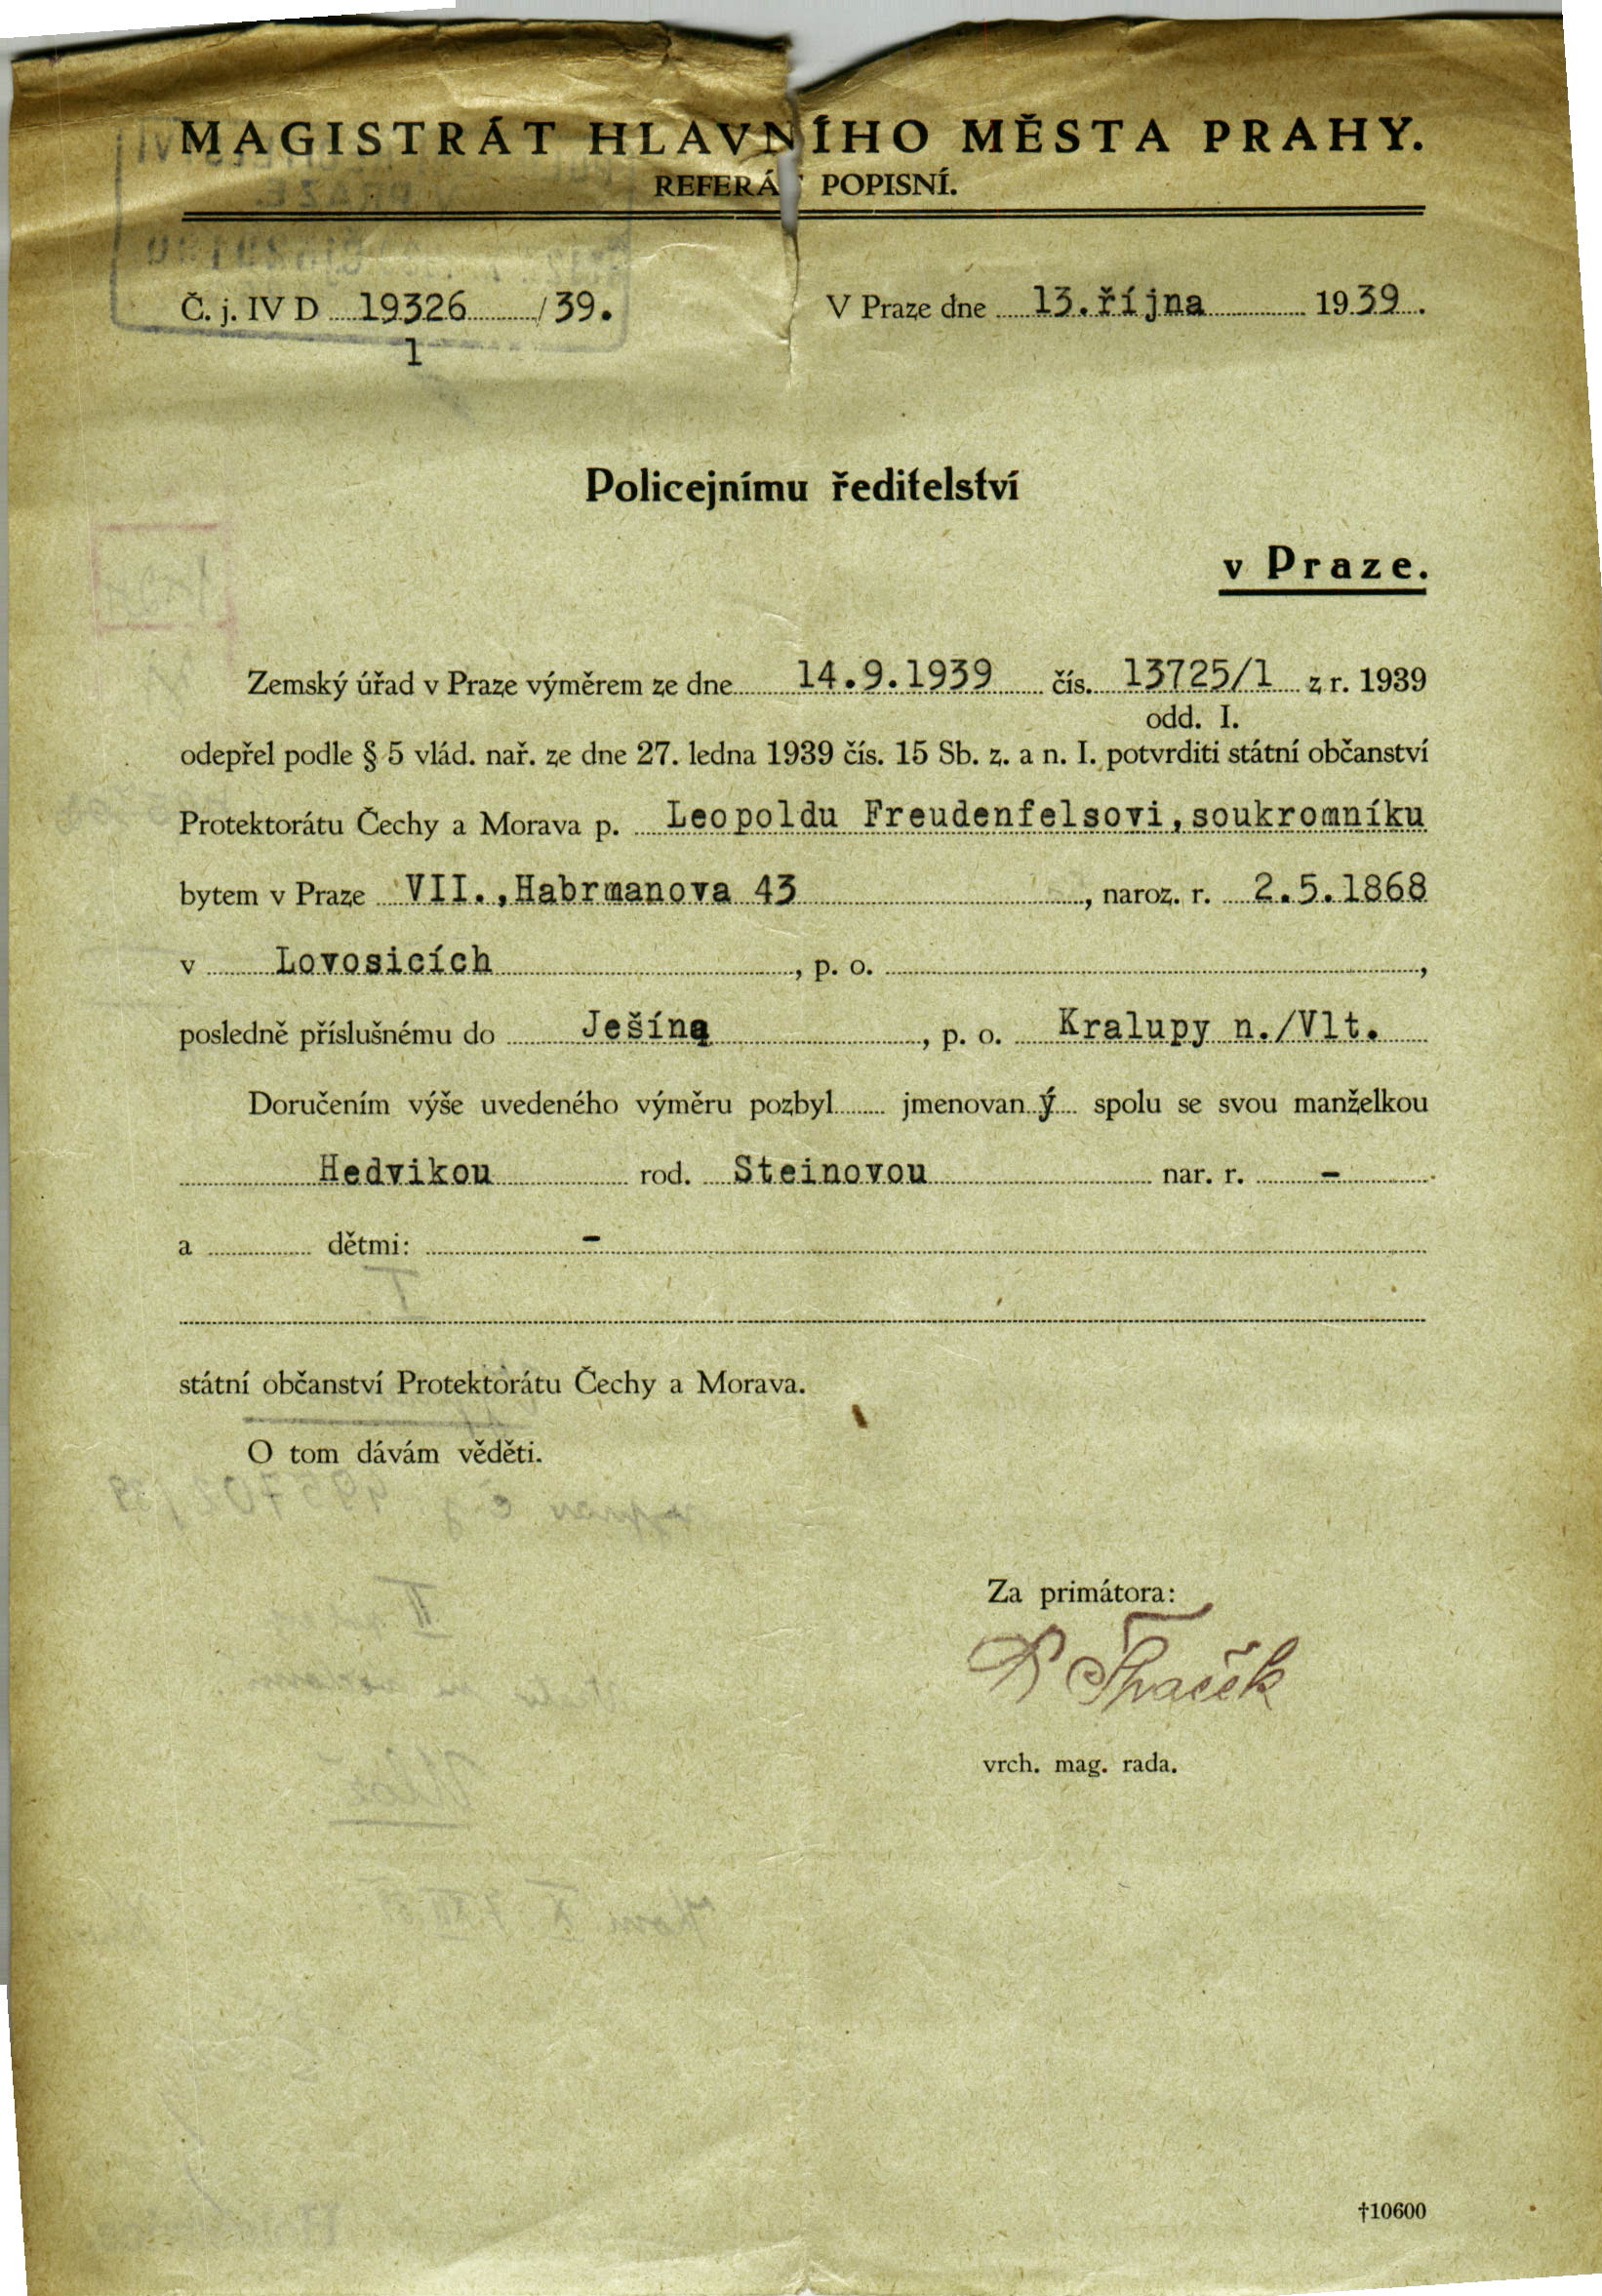 MAGISTRÁT HLAVNÍHO MĚSTA PRAHY.
REFERÁT POPISNÍ.
Č. j. IV D 19326 /39. V Praze dne 13.října 1939.
1
Policejnímu ředitelství
v Praze.
Zemský úřad v Praze výměrem ze dne 14.9.1939 čís. 13725/1 z r. 1939
odd. I.
odepřel podle § 5 vlád. nař. ze dne 27. ledna 1939 čís. 15 Sb. z. a n. I. potvrditi státní občanství
Protektorátu Čechy a Morava p. Leopoldu Freudenfelsovi, soukromníku
bytem v Praze VII.,Habrmanova 43, naroz. r. 2.5.1868
v Lovosicích, p. o. ,
posledně příslušnému do Ješína, p. o. Kralupy n./Vlt.
Doručením výše uvedeného výměru pozbyl jmenovaný spolu se svou manželkou
Hedvikou rod. Steinovou nar. r. -
a dětmi: -
státní občanství Protektorátu Čechy a Morava.
O tom dávám věděti.
Za primátora:
vrch. mag. rada.
†10600